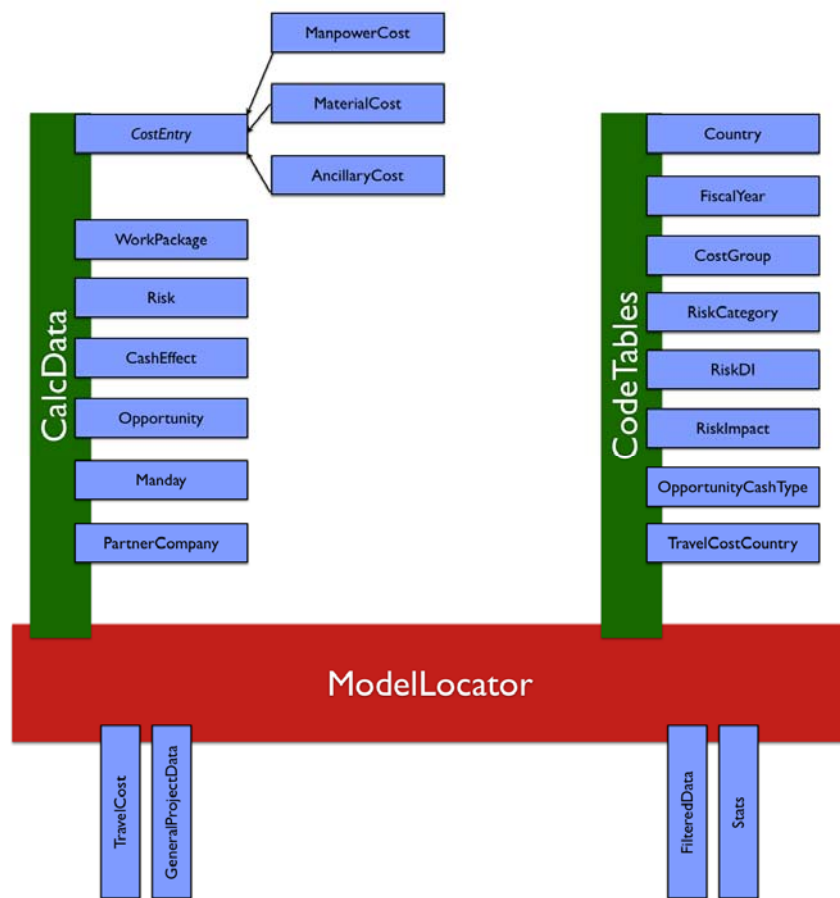 ManpowerCost
MaterialCost
CostEntry
AncillaryCost
WorkPackage
Risk
CashEffect
Opportunity
Manday
PartnerCompany
CalcData
Country
FiscalYear
CostGroup
RiskCategory
RiskDI
RiskImpact
OpportunityCashType
TravelCostCountry
CodeTables
ModelLocator
TravelCost
GeneralProjectData
FilteredData
Stats